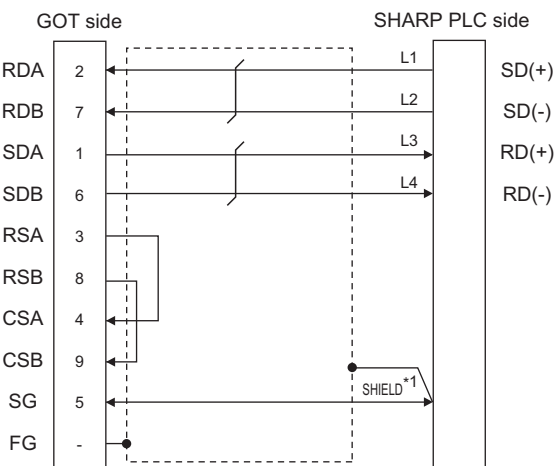 GOT side SHARP PLC side
RDA 2 L1 SD(+)
RDB 7 L2 SD(-)
SDA 1 L3 RD(+)
SDB 6 L4 RD(-)
RSA 3
RSB 8
CSA 4
CSB 9
SHIELD*1
SG 5
FG -